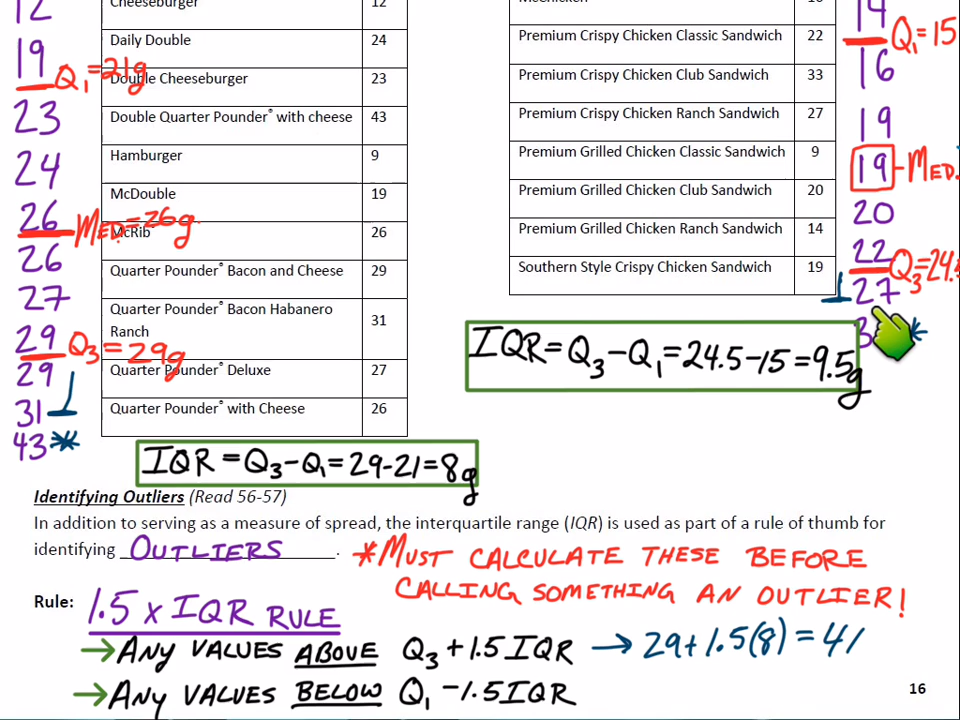 12
19
Q₁=21g
23
24
26
MED.=26g
26
27
29
Q₃=29g
29
31
43*
Cheeseburger 12
Daily Double 24
Double Cheeseburger 23
Double Quarter Pounder® with cheese 43
Hamburger 9
McDouble 19
McRib® 26
Quarter Pounder® Bacon and Cheese 29
Quarter Pounder® Bacon Habanero
Ranch 31
Quarter Pounder® Deluxe 27
Quarter Pounder® with Cheese 26
McChicken 16
Premium Crispy Chicken Classic Sandwich 22
Premium Crispy Chicken Club Sandwich 33
Premium Crispy Chicken Ranch Sandwich 27
Premium Grilled Chicken Classic Sandwich 9
Premium Grilled Chicken Club Sandwich 20
Premium Grilled Chicken Ranch Sandwich 14
Southern Style Crispy Chicken Sandwich 19
14
Q₁=15
16
19
19 -MED.
20
22
Q₃=24.5
27
*
IQR=Q₃-Q₁=24.5-15=9.5g
IQR=Q₃-Q₁=29-21=8g
Identifying Outliers (Read 56-57)
In addition to serving as a measure of spread, the interquartile range (IQR) is used as part of a rule of thumb for
identifying OUTLIERS. *MUST CALCULATE THESE BEFORE
CALLING SOMETHING AN OUTLIER!
Rule: 1.5 x IQR RULE
→ANY VALUES ABOVE Q₃+1.5IQR →29+1.5(8)=41
→ANY VALUES BELOW Q₁-1.5IQR
16